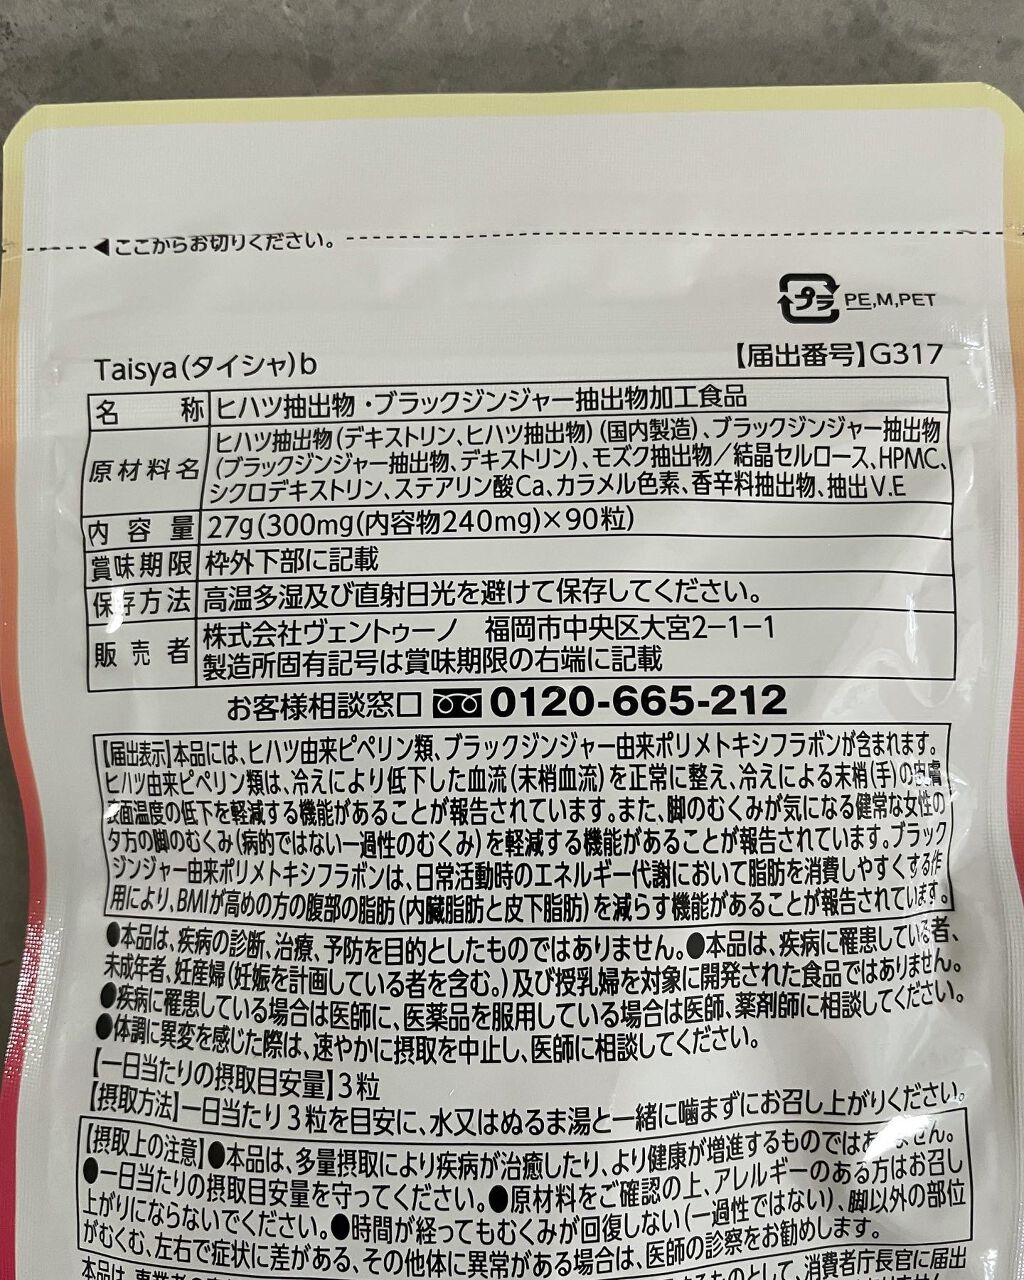 ◀ここからお切りください。
プラ PE,M,PET
Taisya(タイシャ)b 【届出番号】G317
名称 ヒハツ抽出物・ブラックジンジャー抽出物加工食品
原材料名 ヒハツ抽出物(デキストリン、ヒハツ抽出物)(国内製造)、ブラックジンジャー抽出物
(ブラックジンジャー抽出物、デキストリン)、モズク抽出物/結晶セルロース、HPMC、
シクロデキストリン、ステアリン酸Ca、カラメル色素、香辛料抽出物、抽出V.E
内容量 27g(300mg(内容物240mg)×90粒)
賞味期限 枠外下部に記載
保存方法 高温多湿及び直射日光を避けて保存してください。
販売者 株式会社ヴェントゥーノ 福岡市中央区大宮2-1-1
製造所固有記号は賞味期限の右端に記載
お客様相談窓口 0120-665-212
【届出表示】本品には、ヒハツ由来ピペリン類、ブラックジンジャー由来ポリメトキシフラボンが含まれます。
ヒハツ由来ピペリン類は、冷えにより低下した血流(末梢血流)を正常に整え、冷えによる末梢(手)の皮膚
表面温度の低下を軽減する機能があることが報告されています。また、脚のむくみが気になる健常な女性の
夕方の脚のむくみ(病的ではない一過性のむくみ)を軽減する機能があることが報告されています。ブラック
ジンジャー由来ポリメトキシフラボンは、日常活動時のエネルギー代謝において脂肪を消費しやすくする作
用により、BMIが高めの方の腹部の脂肪(内臓脂肪と皮下脂肪)を減らす機能があることが報告されています。
●本品は、疾病の診断、治療、予防を目的としたものではありません。●本品は、疾病に罹患している者、
未成年者、妊産婦(妊娠を計画している者を含む。)及び授乳婦を対象に開発された食品ではありません。
●疾病に罹患している場合は医師に、医薬品を服用している場合は医師、薬剤師に相談してください。
●体調に異変を感じた際は、速やかに摂取を中止し、医師に相談してください。
【一日当たりの摂取目安量】3粒
【摂取方法】一日当たり3粒を目安に、水又はぬるま湯と一緒に噛まずにお召し上がりください。
【摂取上の注意】●本品は、多量摂取により疾病が治癒したり、より健康が増進するものではありません。
●一日当たりの摂取目安量を守ってください。●原材料をご確認の上、アレルギーのある方はお召し
上がりにならないでください。●時間が経ってもむくみが回復しない(一過性ではない)、脚以外の部位
がむくむ、左右で症状に差がある、その他体に異常がある場合は、医師の診察をお勧めします。
本品は、事業者の するものとして、消費者庁長官に届出